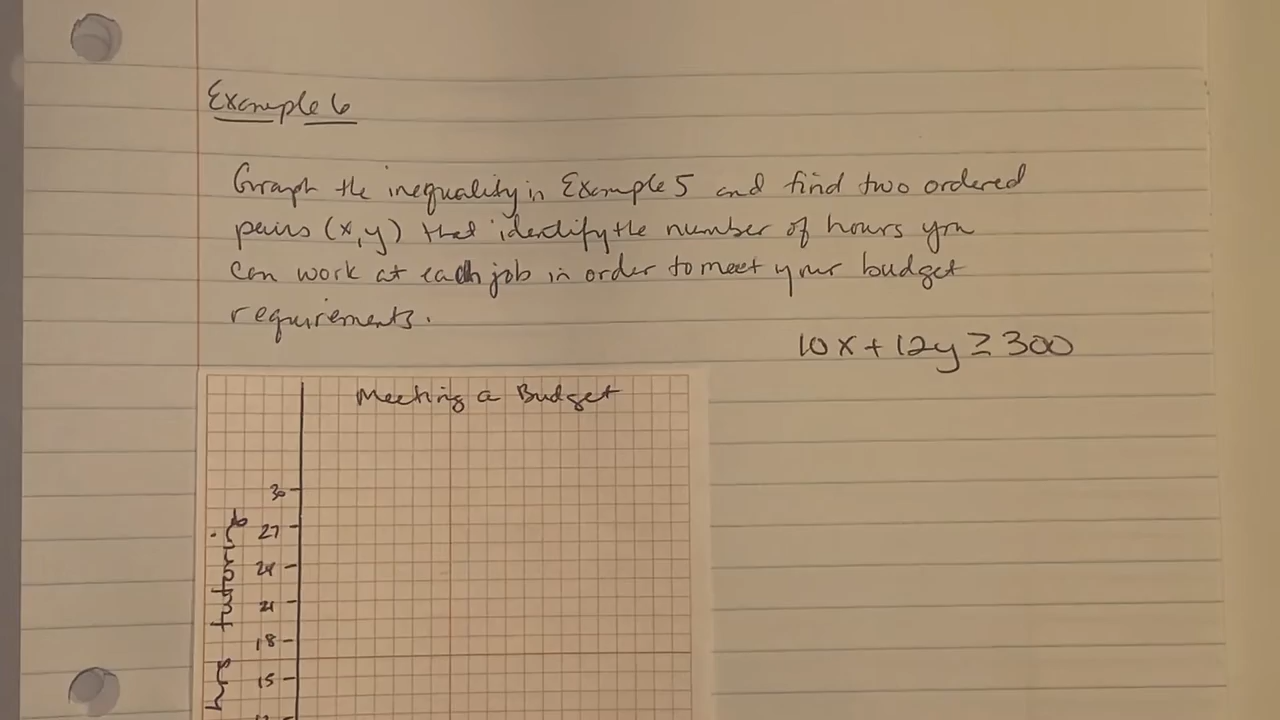 Example 6
Graph the inequality in Example 5 and find two ordered
pairs (x,y) that identify the number of hours you
can work at each job in order to meet your budget
requirements.
10x + 12y ≥ 300
Meeting a Budget
30
27
24
21
18
15
hrs tutoring